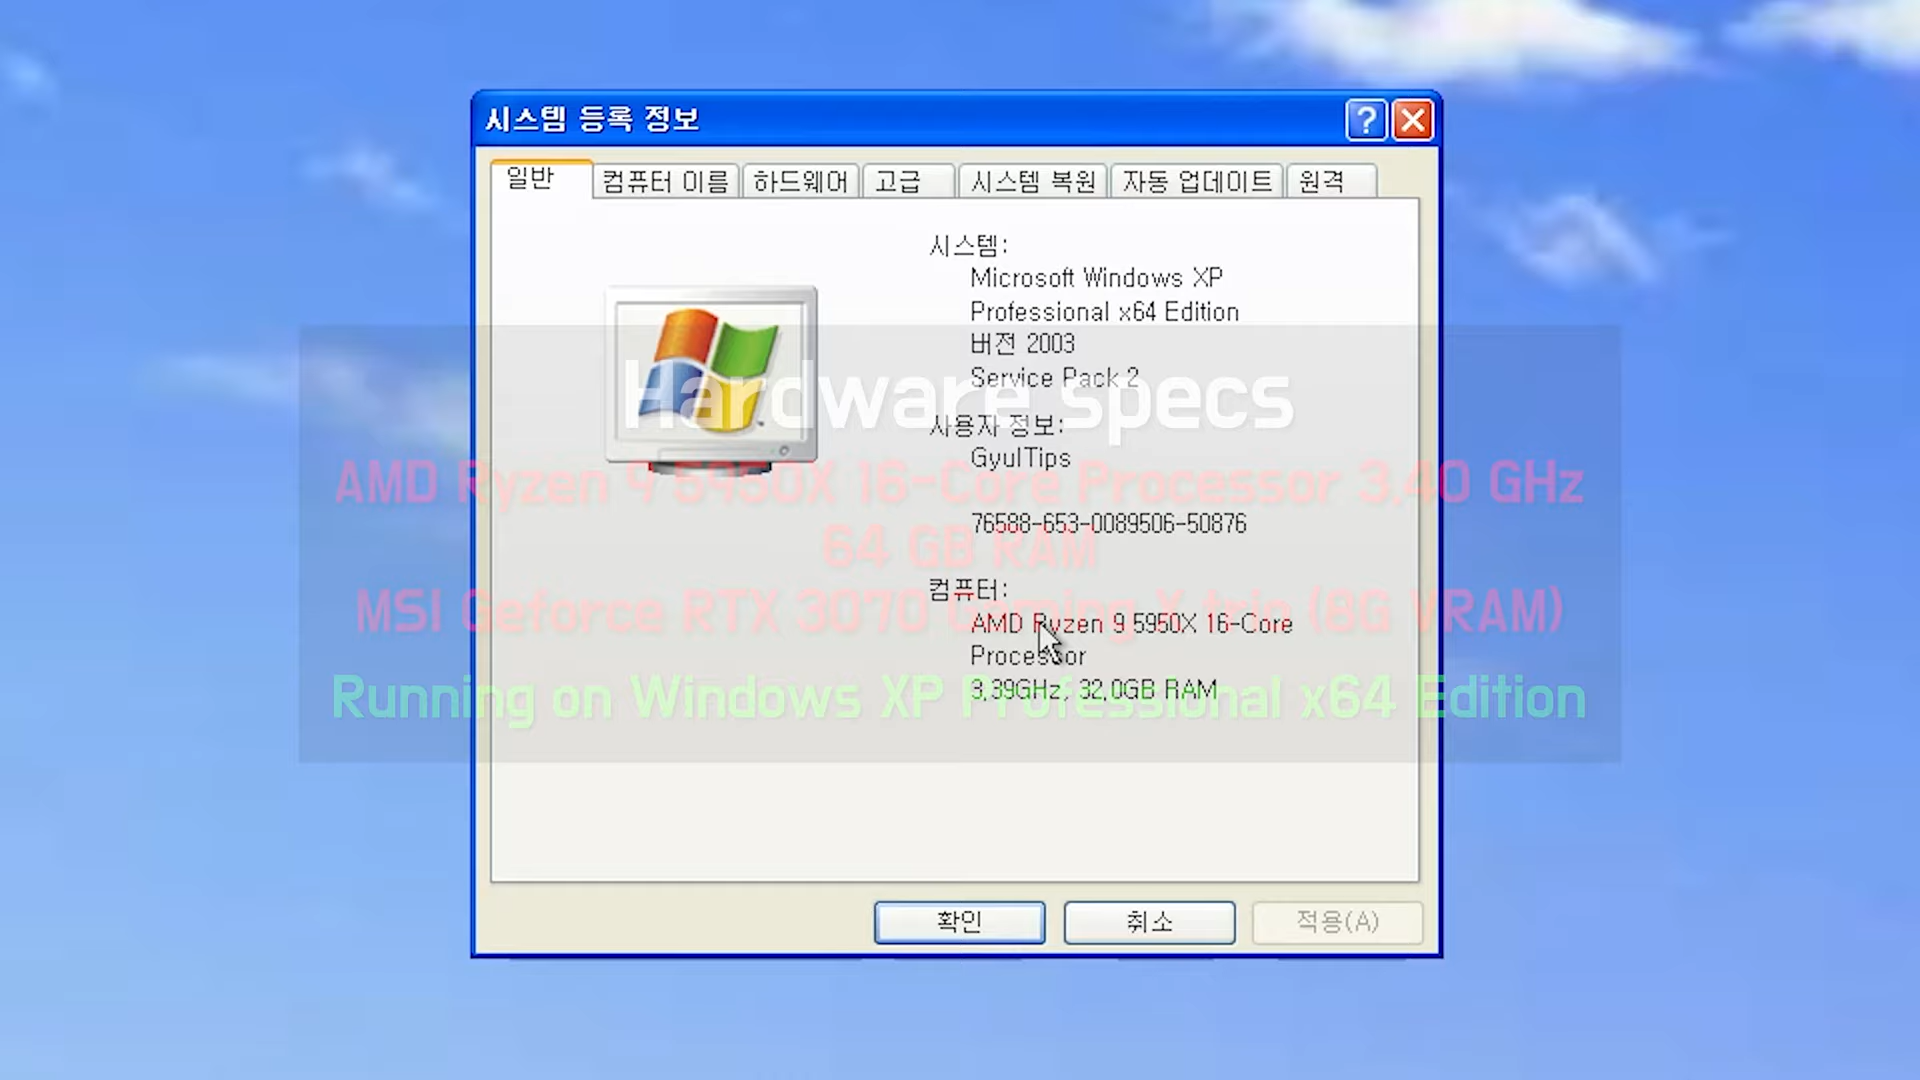 시스템 등록 정보
일반
컴퓨터 이름
하드웨어
고급
시스템 복원
자동 업데이트
원격
시스템:
Microsoft Windows XP
Professional x64 Edition
버전 2003
Service Pack 2
사용자 정보:
GyulTips
76588-653-0089506-50876
컴퓨터:
AMD Ryzen 9 5950X 16-Core
Processor
3.39GHz, 32.0GB RAM
Hardware specs
AMD Ryzen 9 5950X 16-Core Processor 3.40 GHz
64 GB RAM
MSI Geforce RTX 3070 Gaming X trio (8G VRAM)
Running on Windows XP Professional x64 Edition
확인
취소
적용(A)